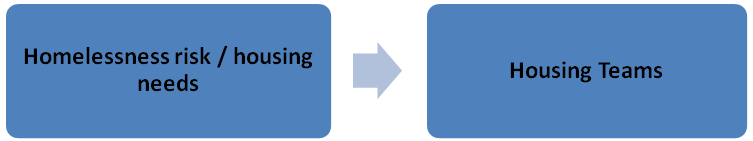 Homelessness risk / housing
needs
Housing Teams